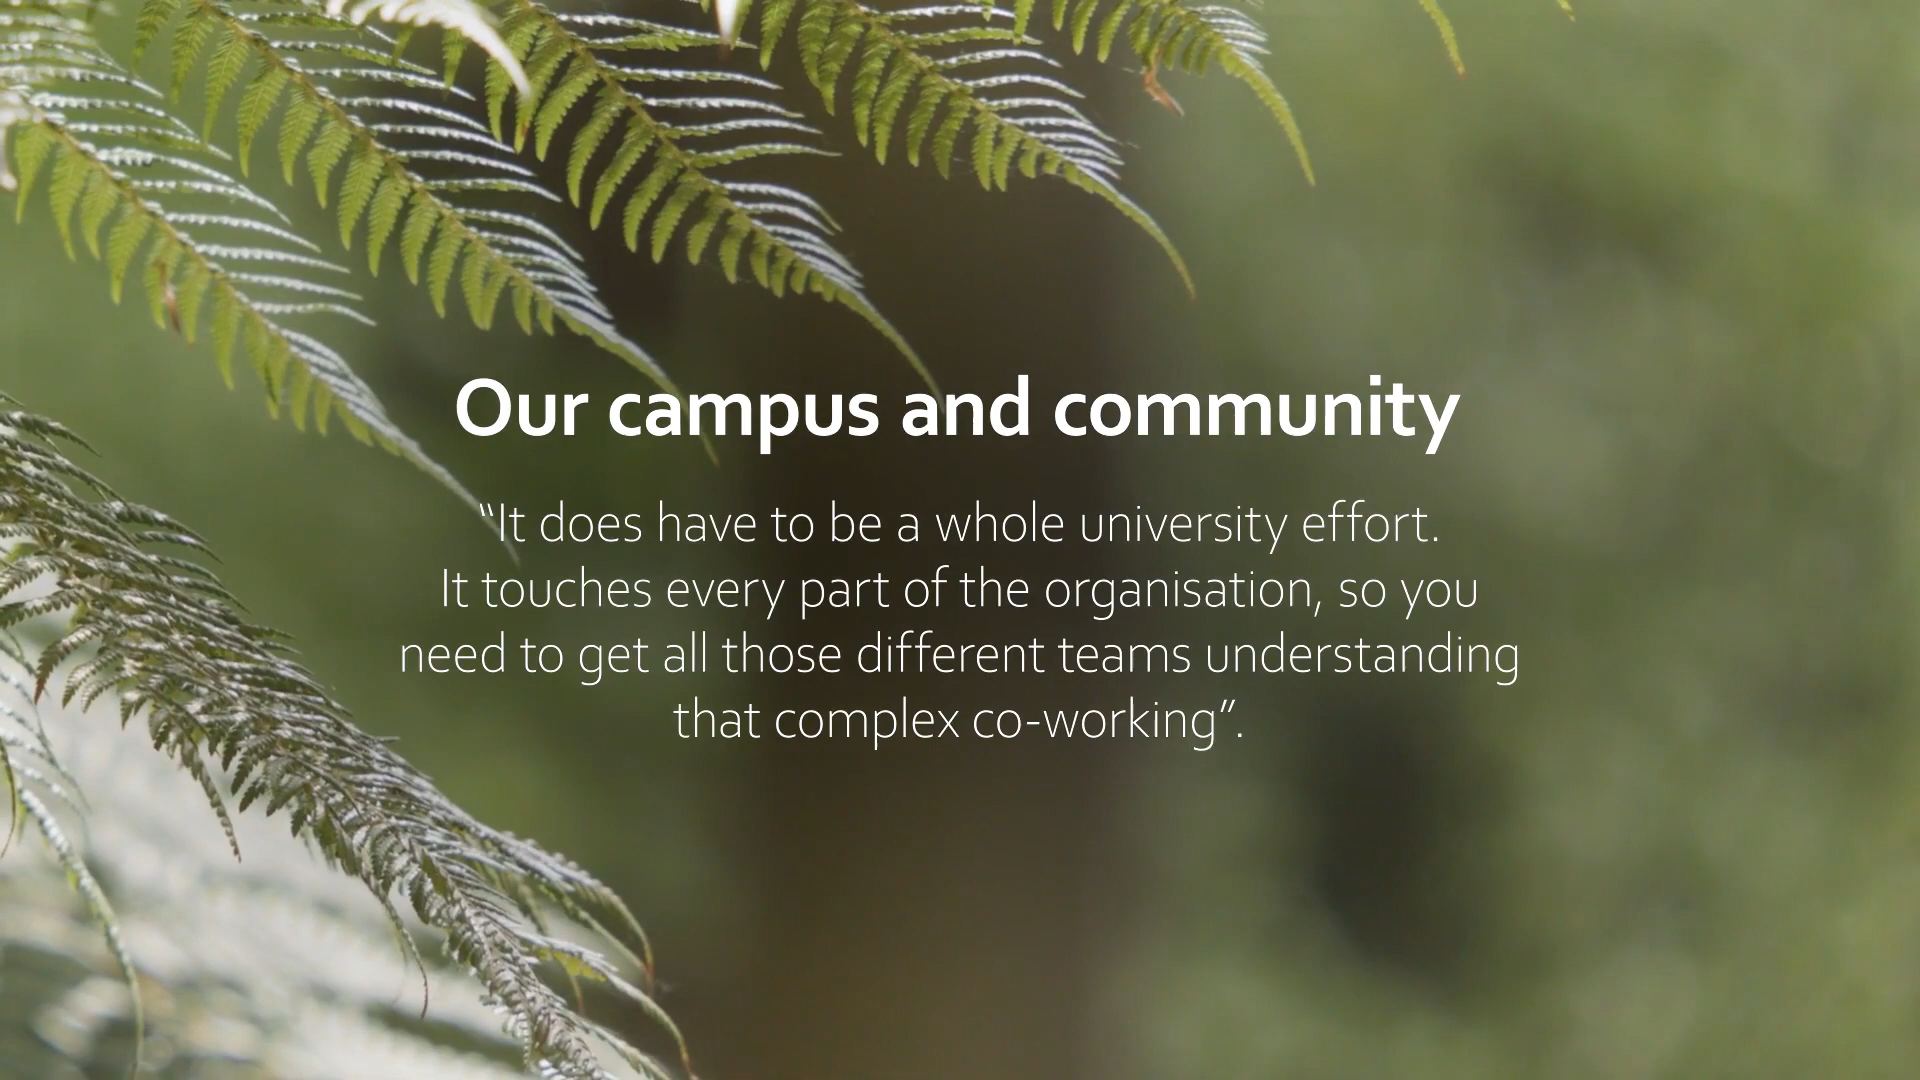 Our campus and community
“It does have to be a whole university effort.
It touches every part of the organisation, so you
need to get all those different teams understanding
that complex co-working”.